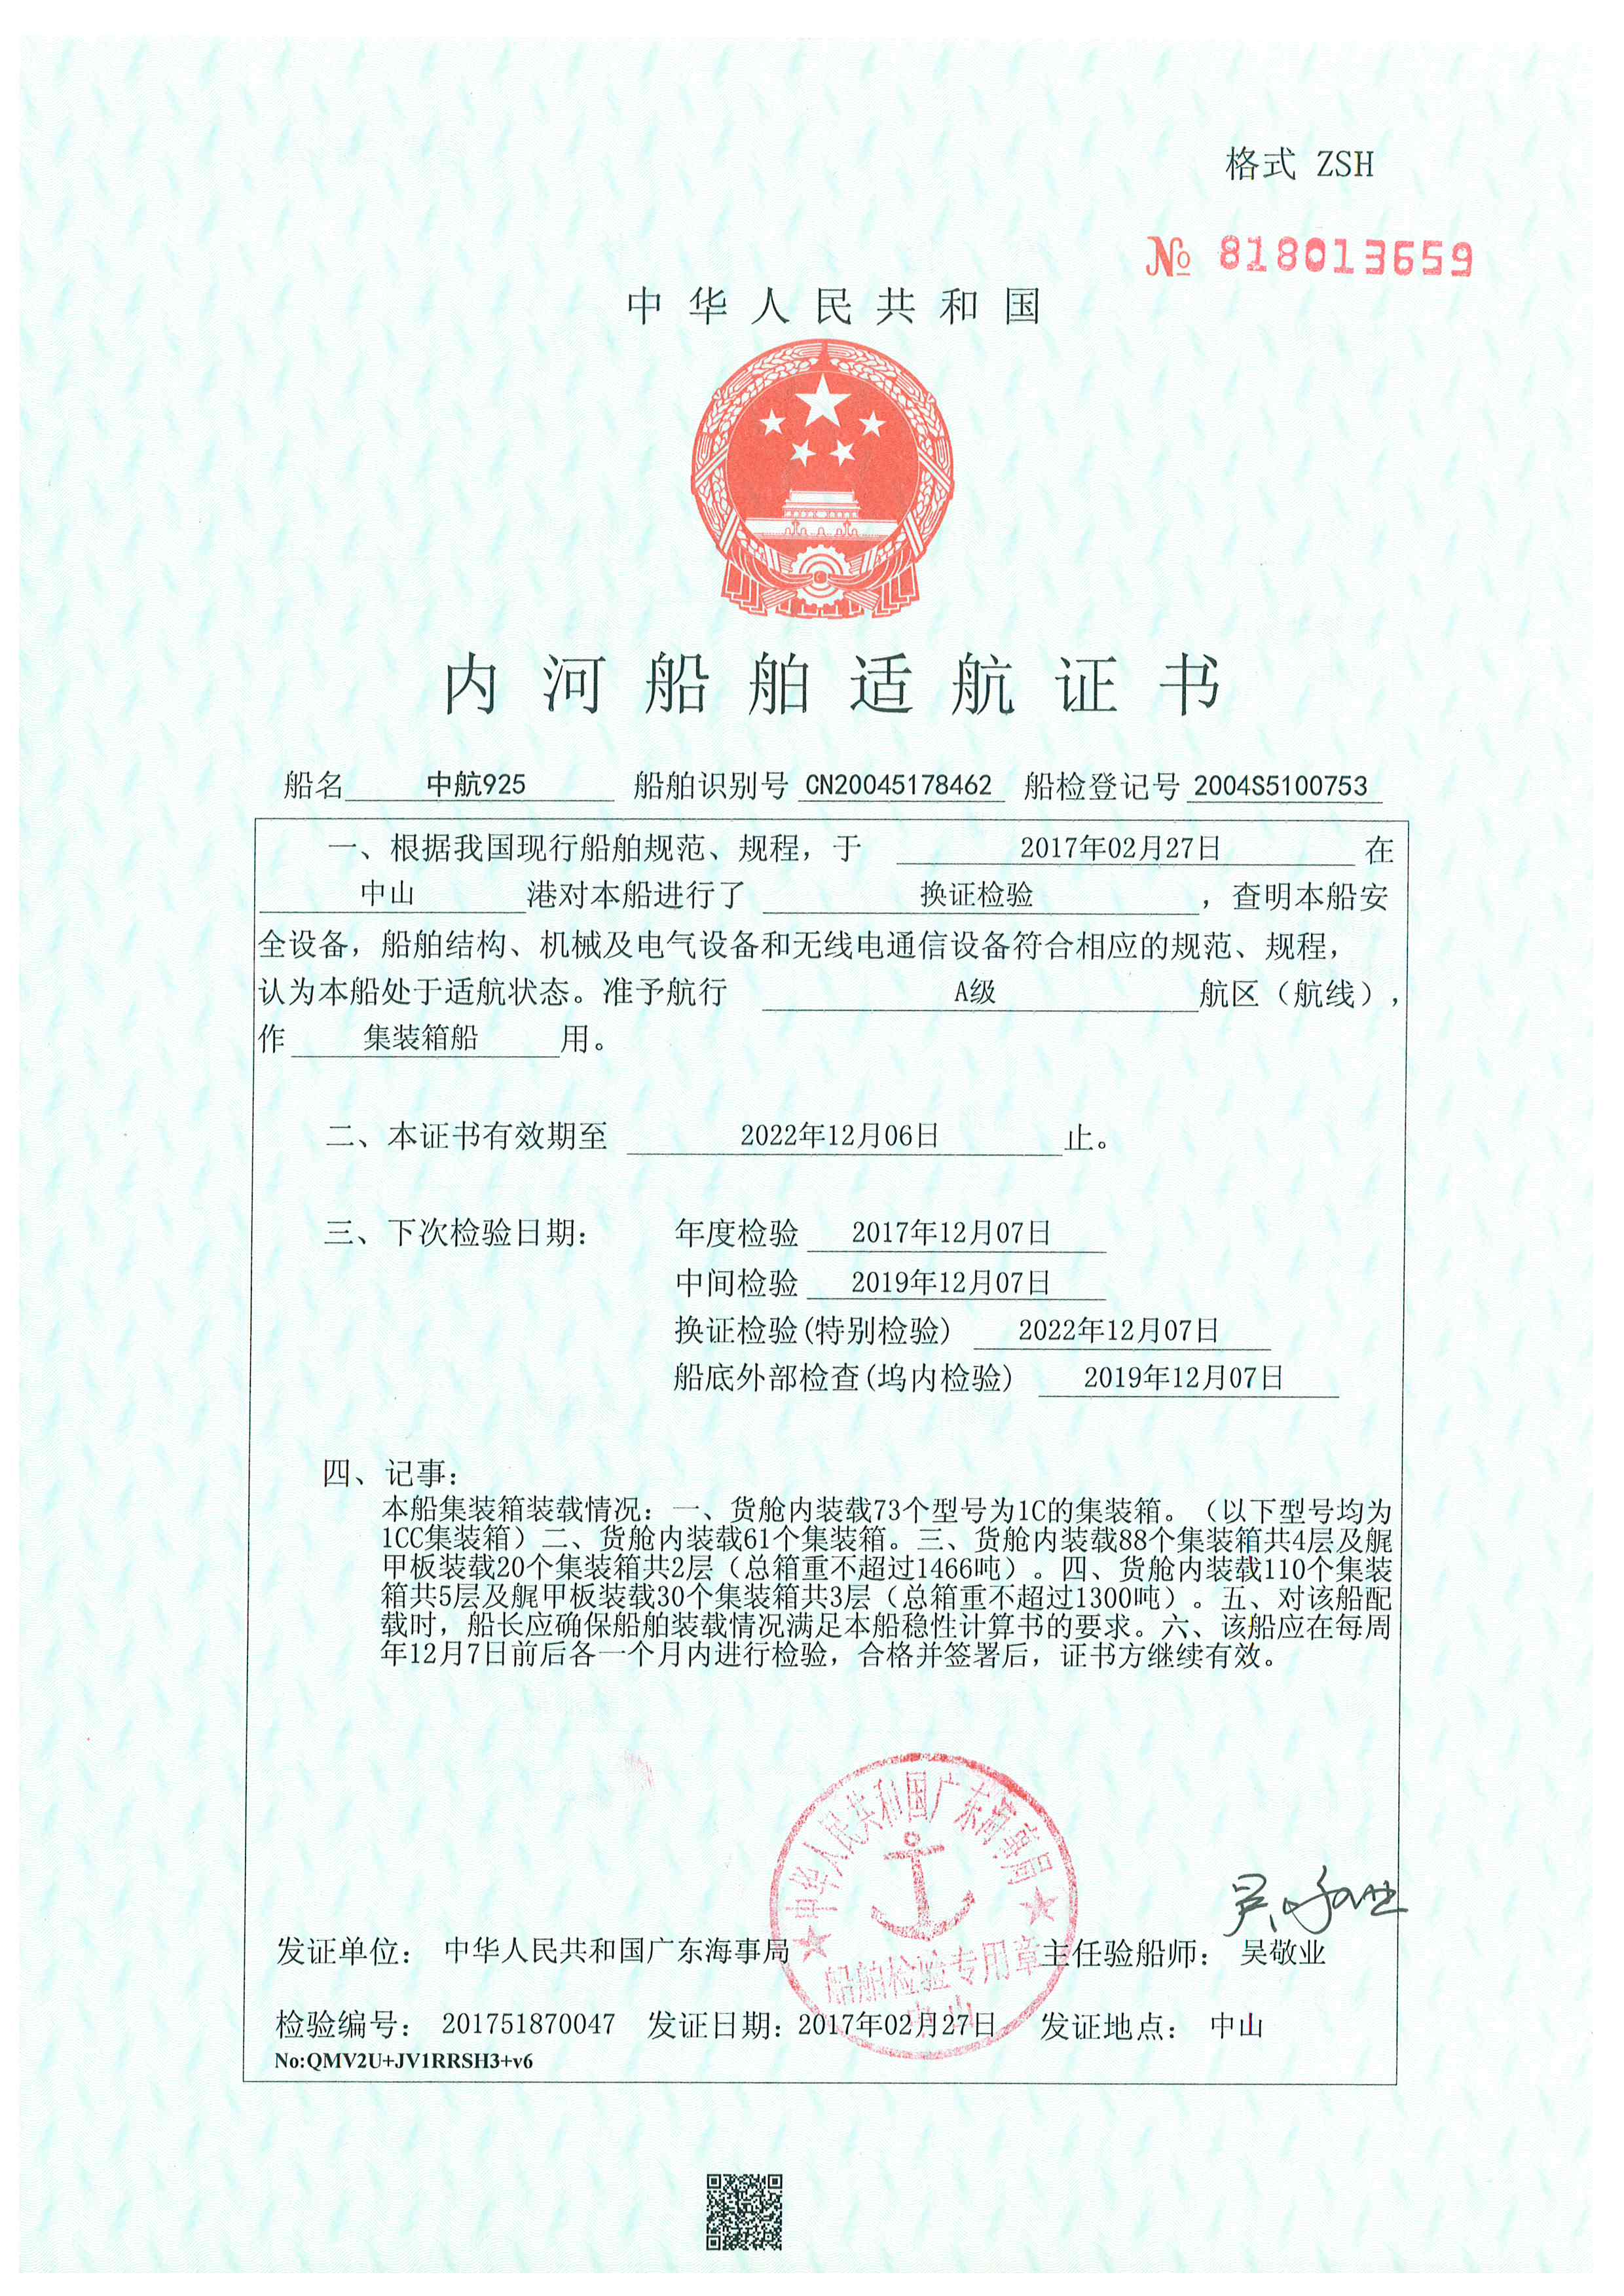 格式 ZSH
№ 818013659
中华人民共和国
内河船舶适航证书
船名 中航925 船舶识别号 CN20045178462 船检登记号 2004S5100753
一、根据我国现行船舶规范、规程，于 2017年02月27日 在
中山 港对本船进行了 换证检验 ，查明本船安
全设备，船舶结构、机械及电气设备和无线电通信设备符合相应的规范、规程，
认为本船处于适航状态。准予航行 A级 航区（航线），
作 集装箱船 用。
二、本证书有效期至 2022年12月06日 止。
三、下次检验日期： 年度检验 2017年12月07日
中间检验 2019年12月07日
换证检验(特别检验) 2022年12月07日
船底外部检查(坞内检验) 2019年12月07日
四、记事：
本船集装箱装载情况：一、货舱内装载73个型号为1C的集装箱。（以下型号均为
1CC集装箱）二、货舱内装载61个集装箱。三、货舱内装载88个集装箱共4层及艉
甲板装载20个集装箱共2层（总箱重不超过1466吨）。四、货舱内装载110个集装
箱共5层及艉甲板装载30个集装箱共3层（总箱重不超过1300吨）。五、对该船配
载时，船长应确保船舶装载情况满足本船稳性计算书的要求。六、该船应在每周
年12月7日前后各一个月内进行检验，合格并签署后，证书方继续有效。
中华人民共和国广东海事局
船舶检验专用章
中山
吴敬业
发证单位： 中华人民共和国广东海事局 主任验船师： 吴敬业
检验编号： 201751870047 发证日期：2017年02月27日 发证地点： 中山
No:QMV2U+JV1RRSH3+v6